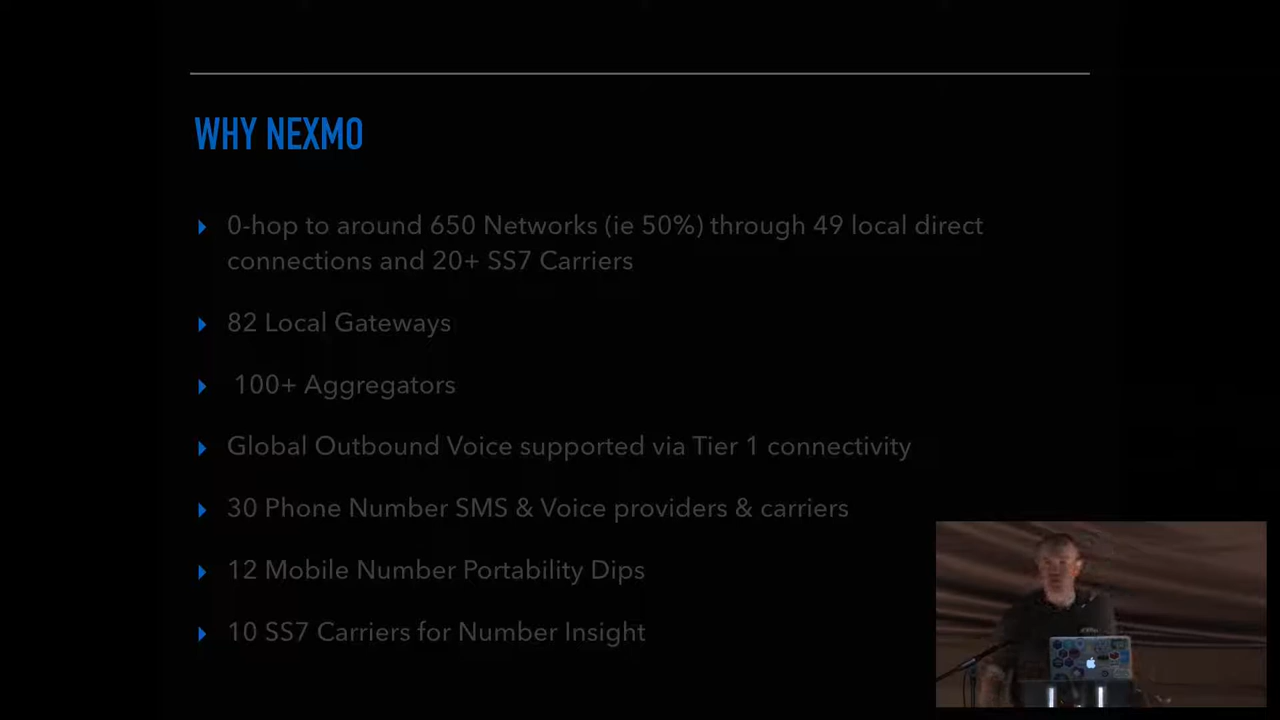 WHY NEXMO
0-hop to around 650 Networks (ie 50%) through 49 local direct
connections and 20+ SS7 Carriers
82 Local Gateways
100+ Aggregators
Global Outbound Voice supported via Tier 1 connectivity
30 Phone Number SMS & Voice providers & carriers
12 Mobile Number Portability Dips
10 SS7 Carriers for Number Insight